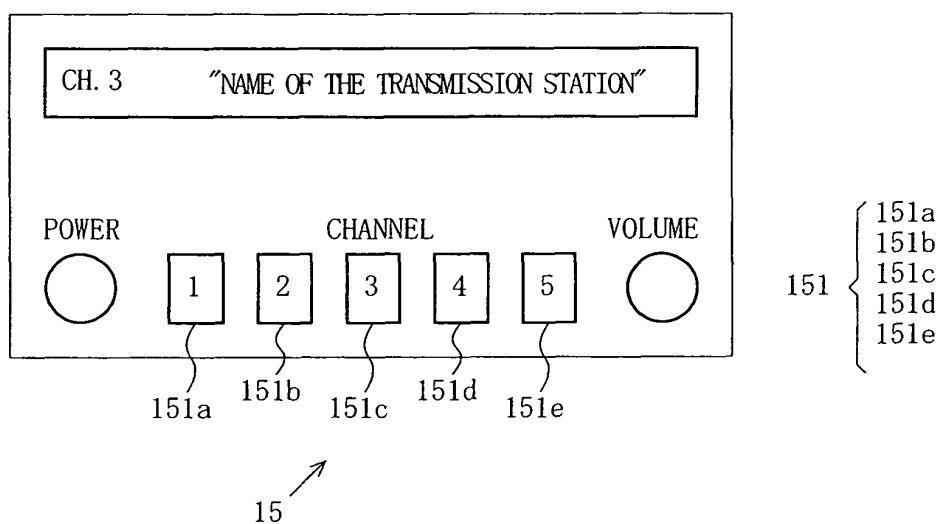 CH. 3 "NAME OF THE TRANSMISSION STATION"
POWER CHANNEL VOLUME
1 2 3 4 5
151a 151b 151c 151d 151e
151
151a
151b
151c
151d
151e
15